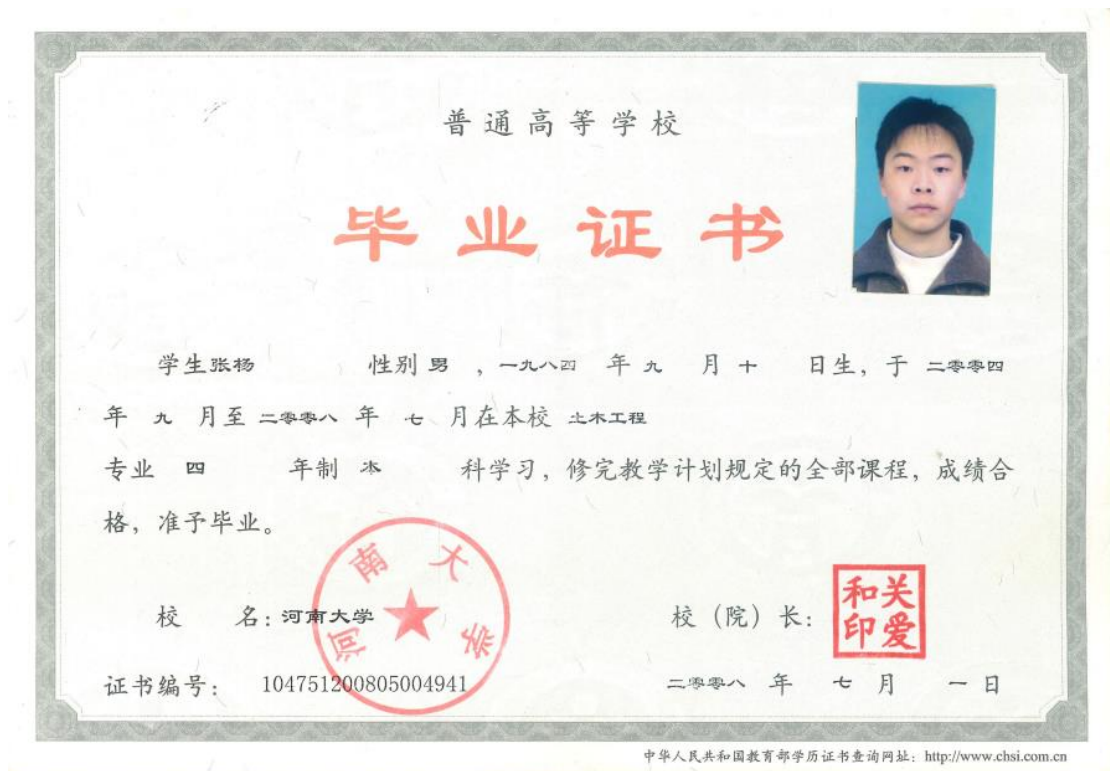 普通高等学校
毕业证书
学生张杨 性别男，一九八四年九月十日生，于二零零四
年九月至二零零八年七月在本校土木工程
专业四年制本科学习，修完教学计划规定的全部课程，成绩合
格，准予毕业。
河南大学
校名：河南大学 校（院）长：
关爱和印
证书编号：104751200805004941 二零零八年七月一日
中华人民共和国教育部学历证书查询网址：http://www.chsi.com.cn